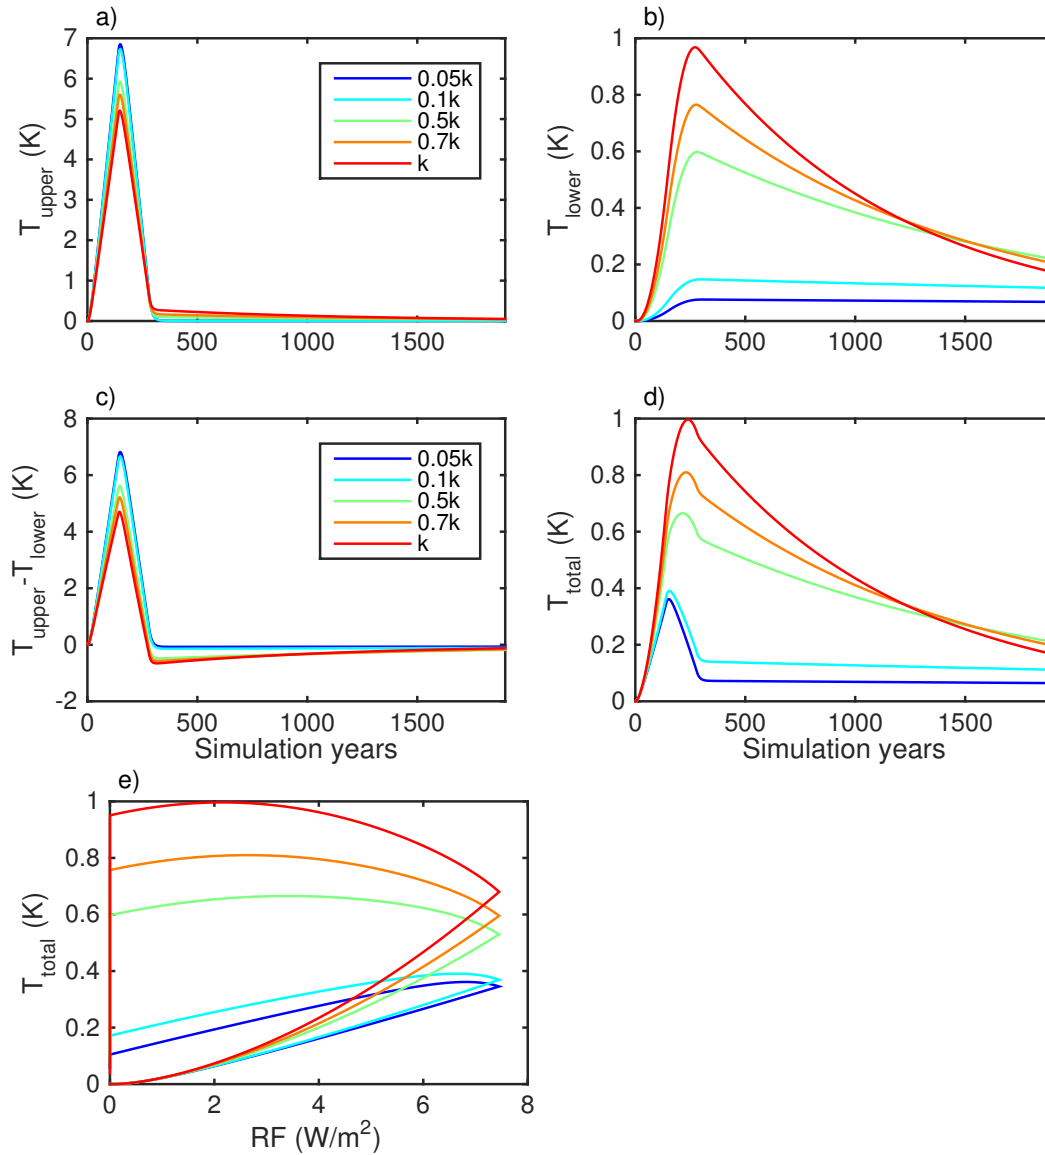 a)
7
6
5
4
3
2
1
0
T_upper (K)
0 500 1000 1500
0.05k
0.1k
0.5k
0.7k
k
b)
1
0.8
0.6
0.4
0.2
0
T_lower (K)
0 500 1000 1500
c)
8
6
4
2
0
-2
T_upper-T_lower (K)
0 500 1000 1500
Simulation years
0.05k
0.1k
0.5k
0.7k
k
d)
1
0.8
0.6
0.4
0.2
0
T_total (K)
0 500 1000 1500
Simulation years
e)
1
0.8
0.6
0.4
0.2
0
T_total (K)
0 2 4 6 8
RF (W/m²)